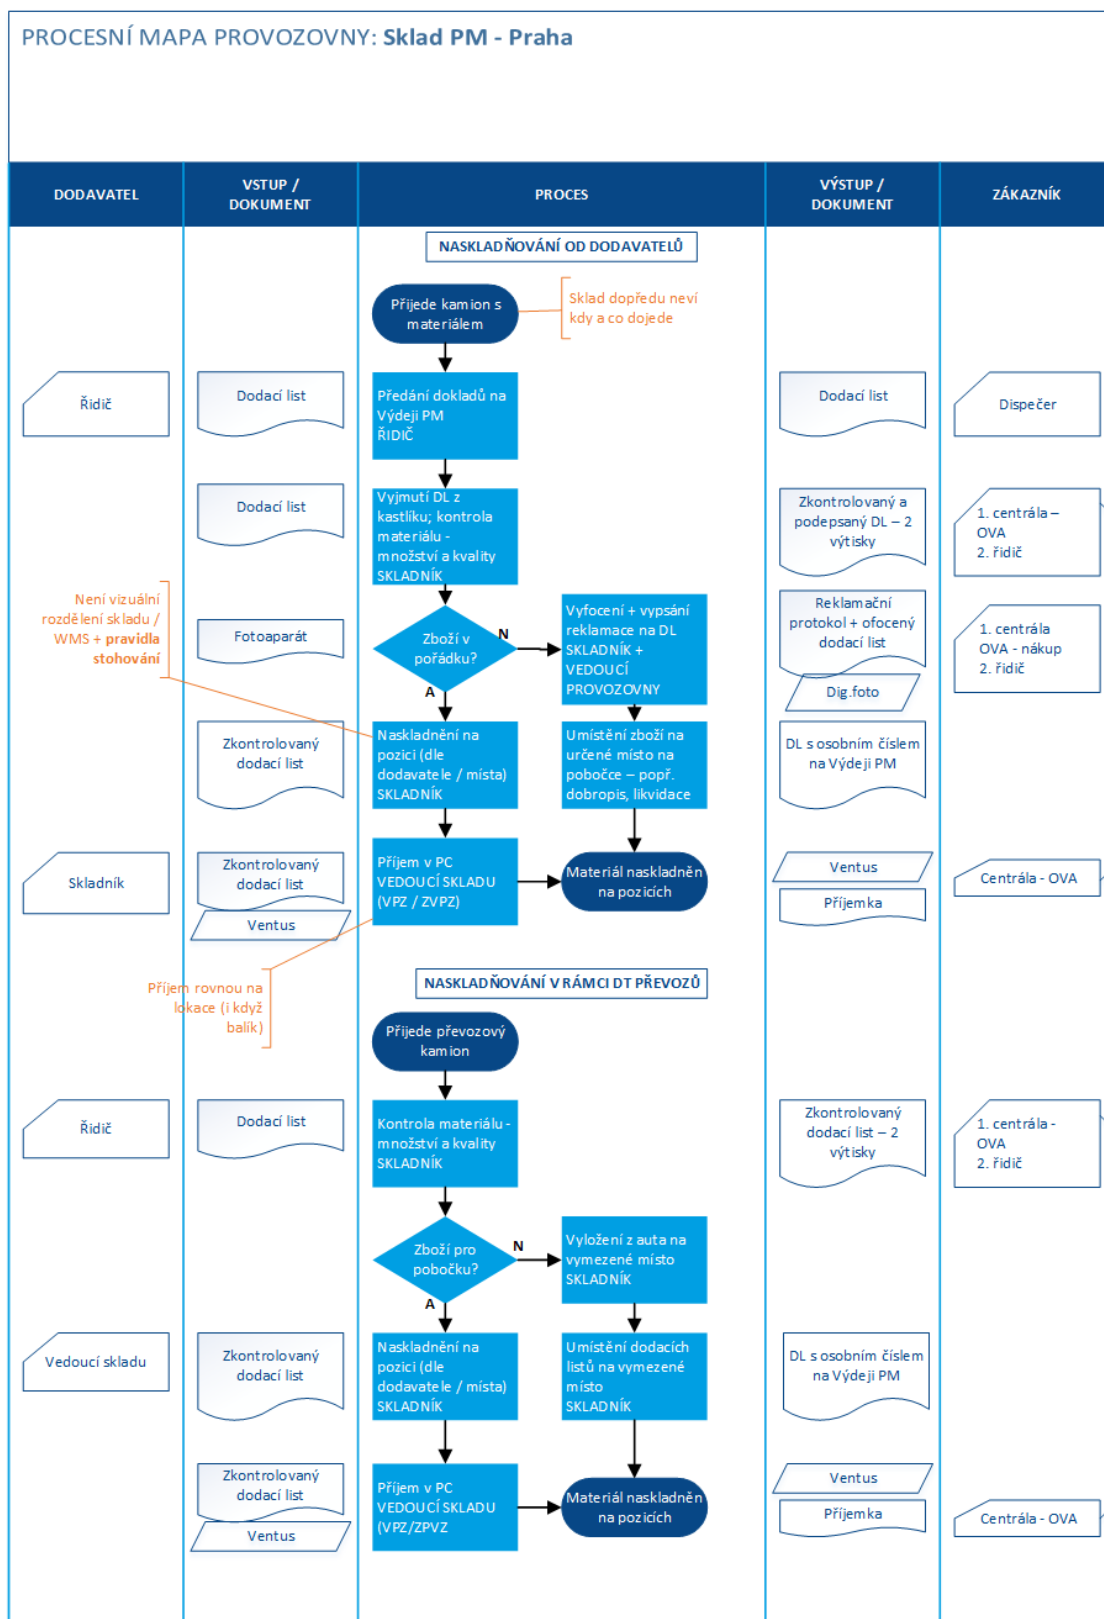 PROCESNÍ MAPA PROVOZOVNY: Sklad PM - Praha
DODAVATEL
VSTUP /
DOKUMENT
PROCES
VÝSTUP /
DOKUMENT
ZÁKAZNÍK
NASKLADŇOVÁNÍ OD DODAVATELŮ
Přijede kamion s
materiálem
Sklad dopředu neví
kdy a co dojede
Řidič
Dodací list
Předání dokladů na
Výdeji PM
ŘIDIČ
Dodací list
Dispečer
Dodací list
Vyjmutí DL z
kastlíku; kontrola
materiálu -
množství a kvality
SKLADNÍK
Zkontrolovaný a
podepsaný DL – 2
výtisky
1. centrála –
OVA
2. řidič
Není vizuální
rozdělení skladu /
WMS + pravidla
stohování
Fotoaparát
Zboží v
pořádku?
N
A
Vyfocení + vypsání
reklamace na DL
SKLADNÍK +
VEDOUCÍ
PROVOZOVNY
Reklamační
protokol + ofocený
dodací list
Dig.foto
1. centrála
OVA - nákup
2. řidič
Zkontrolovaný
dodací list
Naskladnění na
pozici (dle
dodavatele / místa)
SKLADNÍK
Umístění zboží na
určené místo na
pobočce – popř.
dobropis, likvidace
DL s osobním číslem
na Výdeji PM
Skladník
Zkontrolovaný
dodací list
Ventus
Příjem v PC
VEDOUCÍ SKLADU
(VPZ / ZVPZ)
Materiál naskladněn
na pozicích
Ventus
Příjemka
Centrála - OVA
Příjem rovnou na
lokace (i když
balík)
NASKLADŇOVÁNÍ V RÁMCI DT PŘEVOZŮ
Přijede převozový
kamion
Řidič
Dodací list
Kontrola materiálu -
množství a kvality
SKLADNÍK
Zkontrolovaný
dodací list – 2
výtisky
1. centrála -
OVA
2. řidič
Zboží pro
pobočku?
N
A
Vyložení z auta na
vymezené místo
SKLADNÍK
Vedoucí skladu
Zkontrolovaný
dodací list
Naskladnění na
pozici (dle
dodavatele / místa)
SKLADNÍK
Umístění dodacích
listů na vymezené
místo
SKLADNÍK
DL s osobním číslem
na Výdeji PM
Zkontrolovaný
dodací list
Ventus
Příjem v PC
VEDOUCÍ SKLADU
(VPZ/ZPVZ
Materiál naskladněn
na pozicích
Ventus
Příjemka
Centrála - OVA